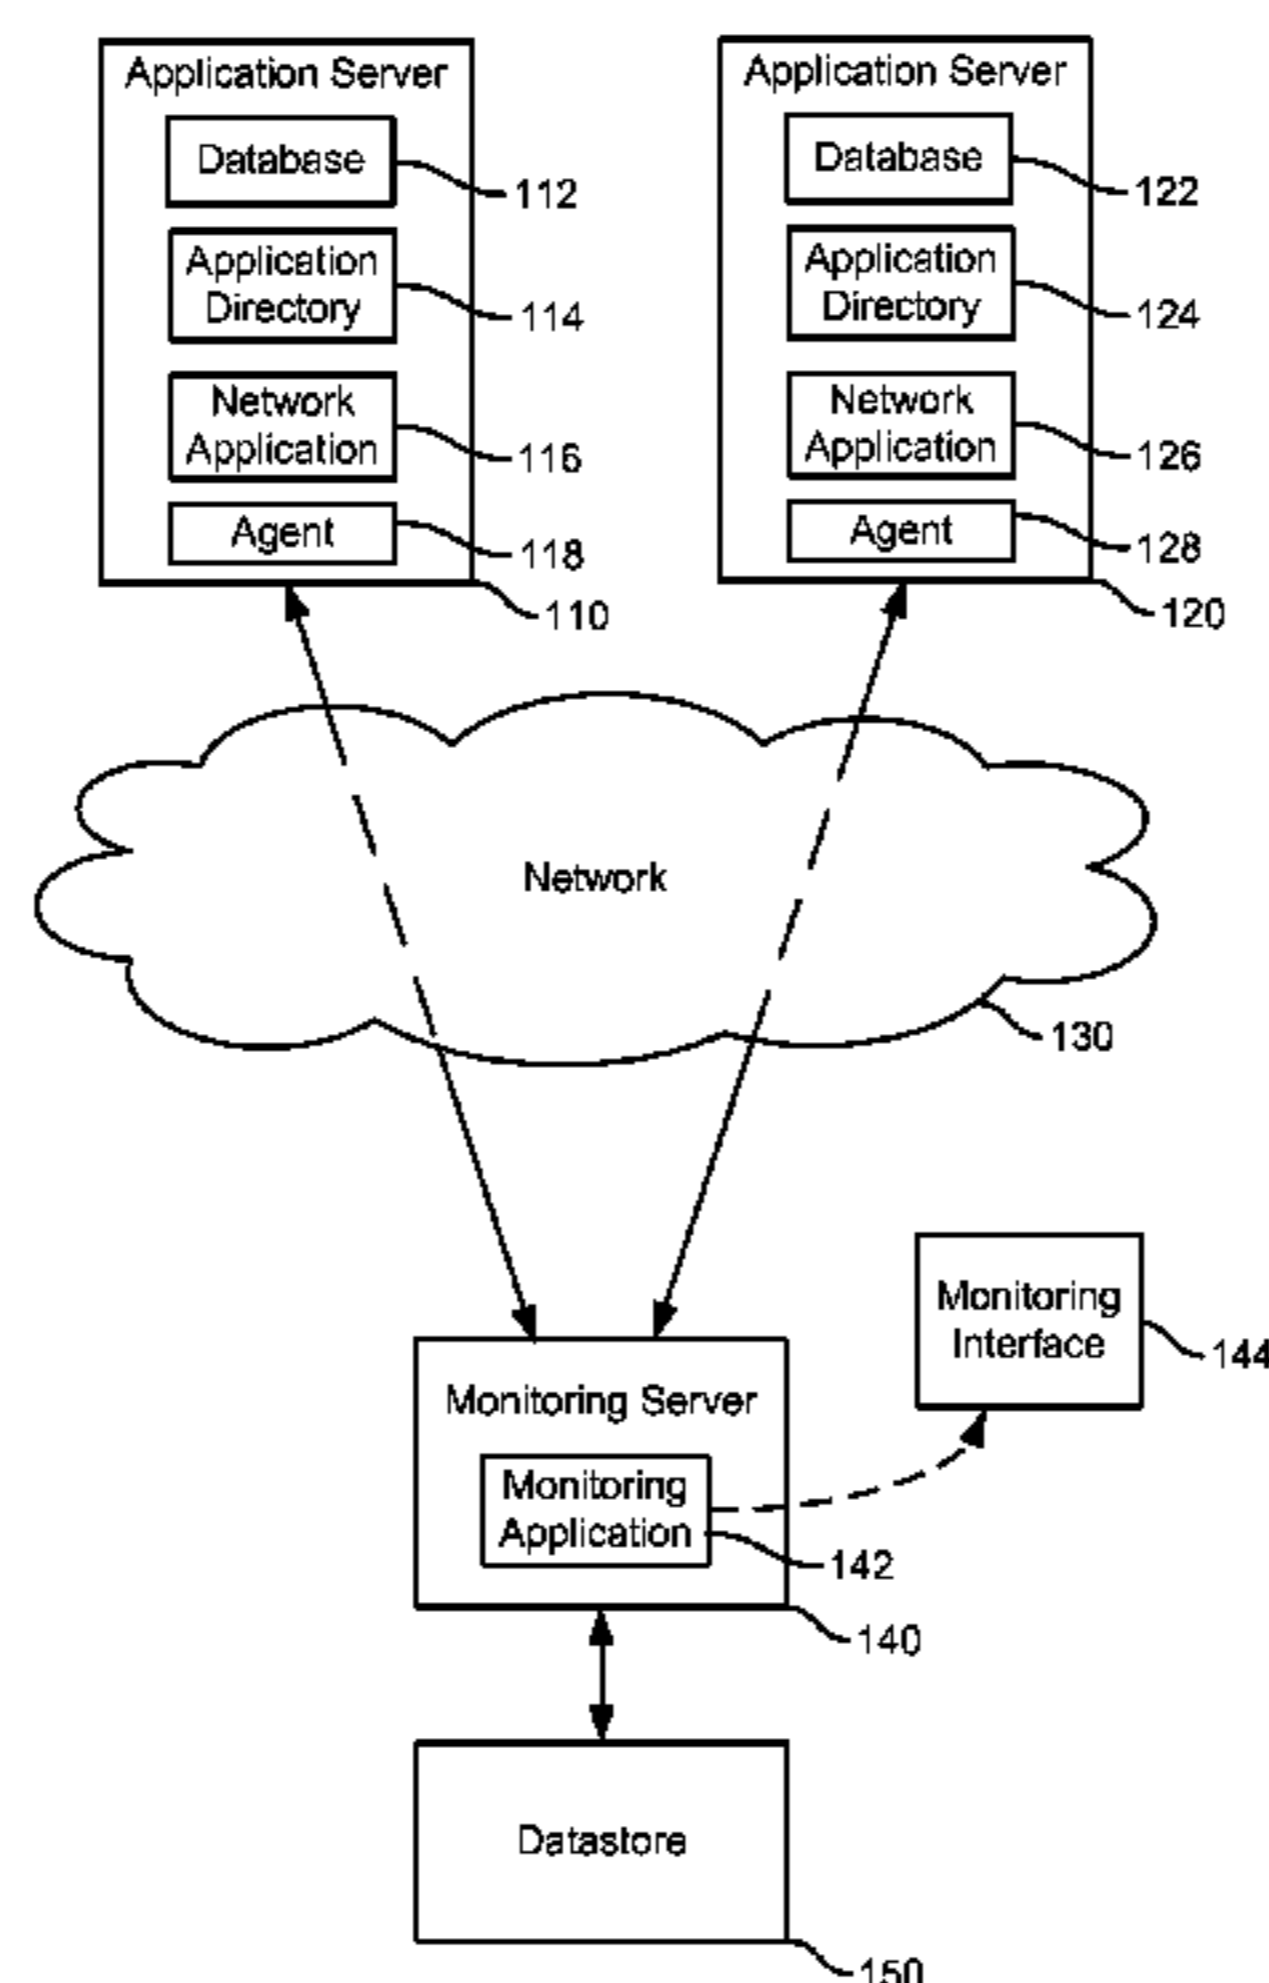 Application Server
Database
112
Application
Directory
114
Network
Application
116
Agent
118
110
Application Server
Database
122
Application
Directory
124
Network
Application
126
Agent
128
120
Network
130
Monitoring
Interface
144
Monitoring Server
Monitoring
Application
142
140
Datastore
150